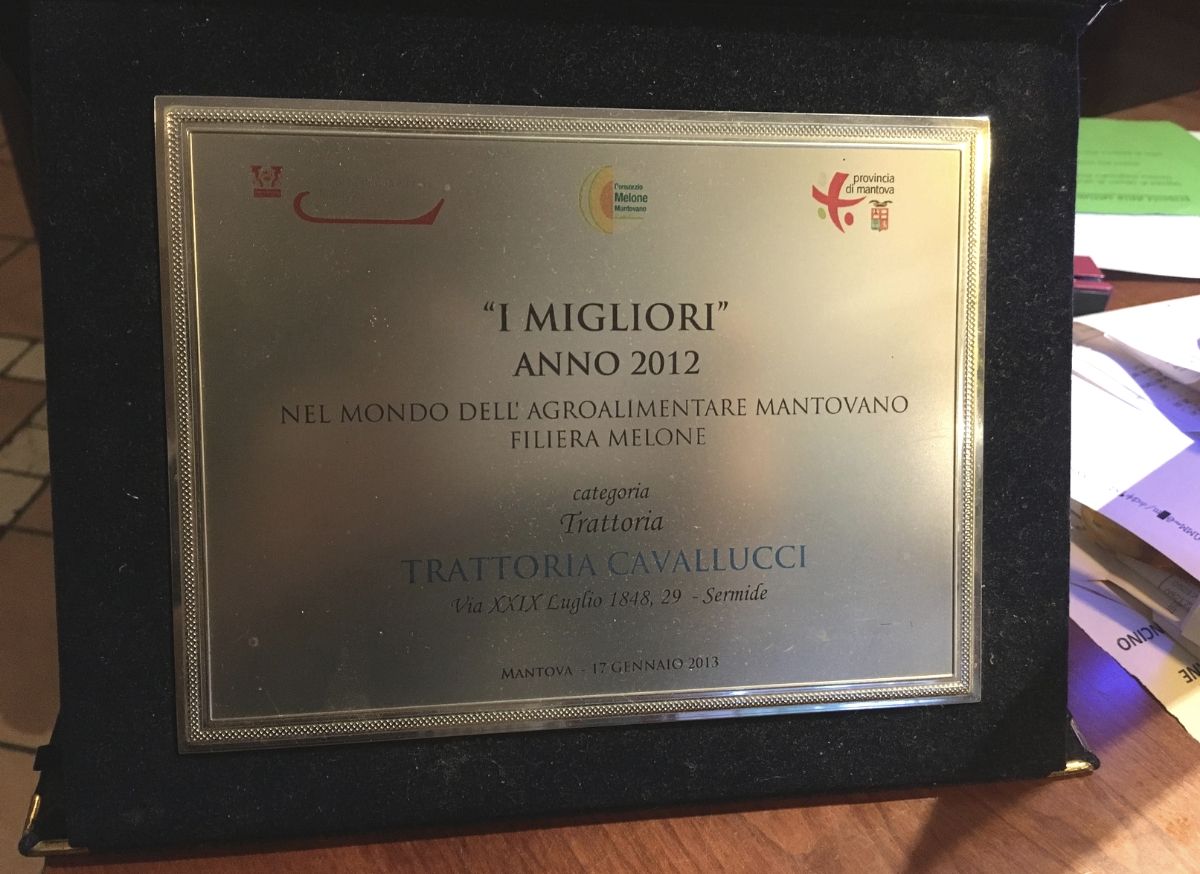 Consorzio
Melone
Mantovano
provincia
di mantova
"I MIGLIORI"
ANNO 2012
NEL MONDO DELL' AGROALIMENTARE MANTOVANO
FILIERA MELONE
categoria
Trattoria
TRATTORIA CAVALLUCCI
Via XXIX Luglio 1848, 29 - Sermide
MANTOVA - 17 GENNAIO 2013